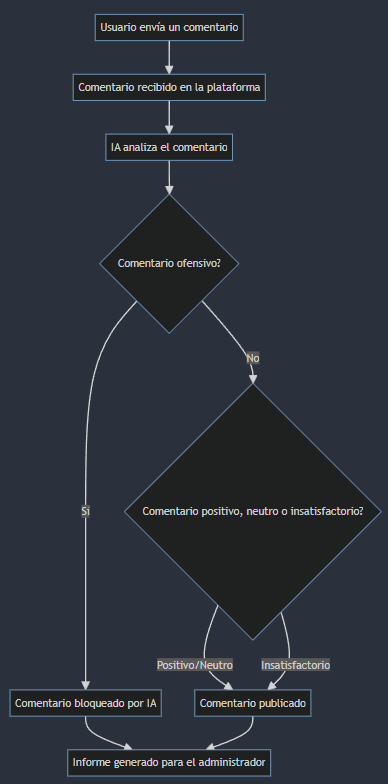 Usuario envía un comentario
Comentario recibido en la plataforma
IA analiza el comentario
Comentario ofensivo?
No
Sí
Comentario positivo, neutro o insatisfactorio?
Positivo/Neutro
Insatisfactorio
Comentario bloqueado por IA
Comentario publicado
Informe generado para el administrador